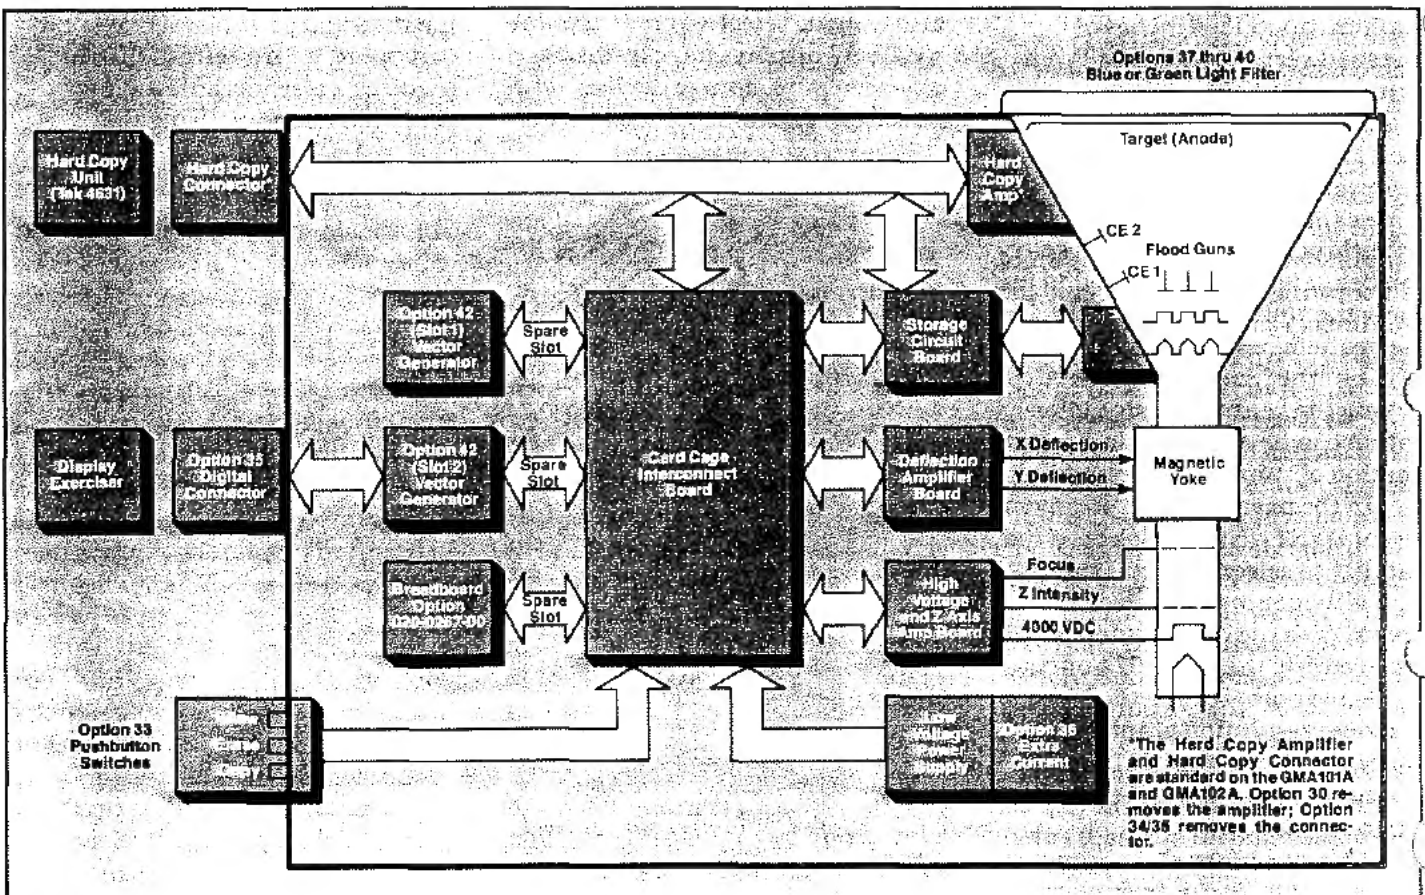 Options 37 thru 40
Blue or Green Light Filter
Target (Anode)
Hard Copy
Unit
(Tek 4631)
Hard Copy
Connector
Hard
Copy
Amp
CE 2
Flood Guns
CE 1
Option 42
(Slot 1)
Vector
Generator
Spare
Slot
Storage
Circuit
Board
Display
Exerciser
Option 35
Digital
Connector
Option 42
(Slot 2)
Vector
Generator
Spare
Slot
Card Cage
Interconnect
Board
Deflection
Amplifier
Board
X Deflection
Y Deflection
Magnetic
Yoke
Breadboard
Option
020-0267-00
Spare
Slot
High
Voltage
and Z Axis
Amp Board
Focus
Z Intensity
4000 VDC
Option 33
Pushbutton
Switches
Erase
Copy
Low
Voltage
Power
Supply
Extra
Current
*The Hard Copy Amplifier
and Hard Copy Connector
are standard on the GMA101A
and GMA102A. Option 30 re-
moves the amplifier; Option
34/35 removes the connec-
tor.